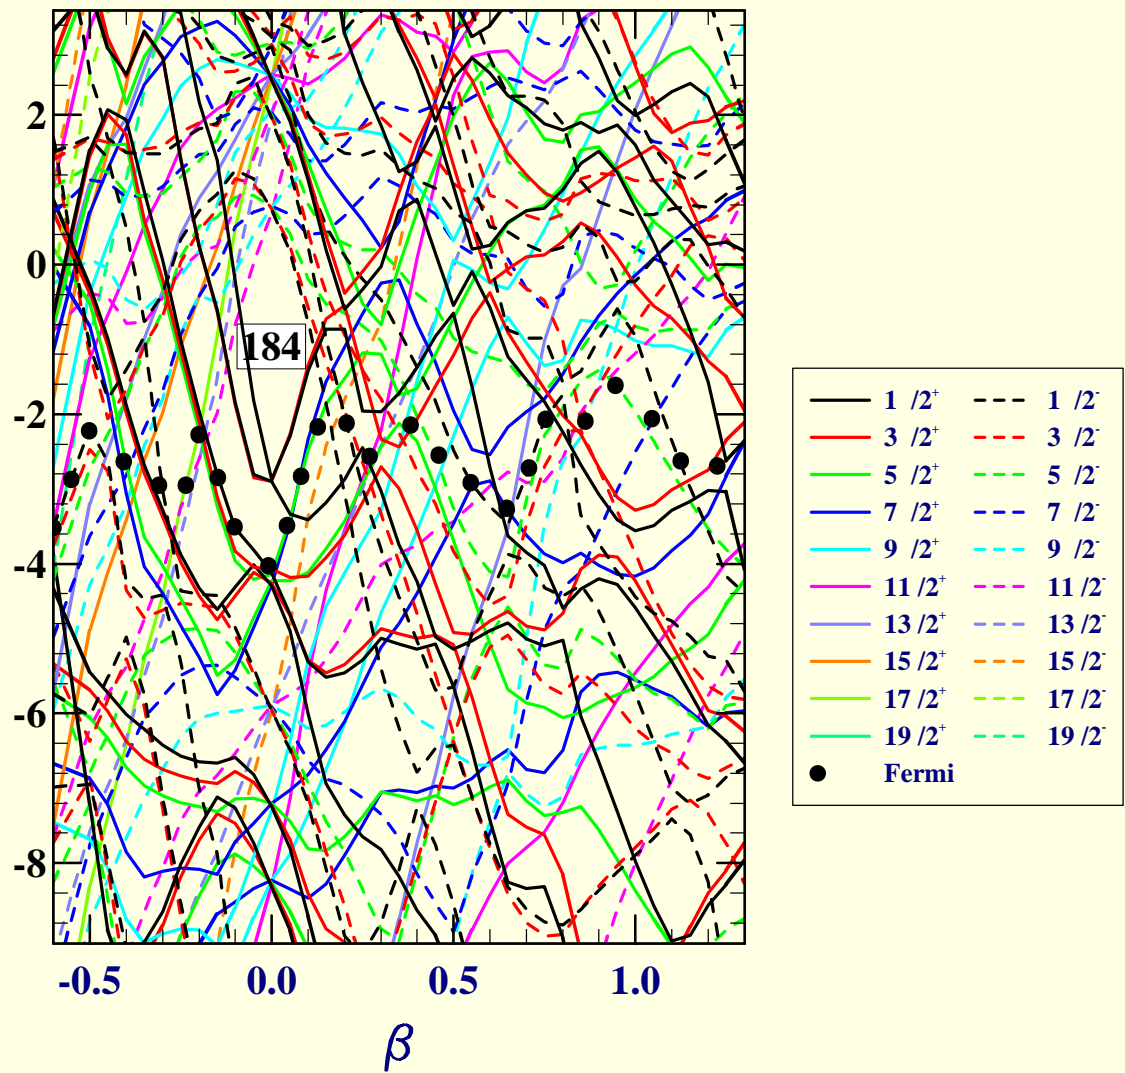 2
0
-2
-4
-6
-8
184
-0.5 0.0 0.5 1.0
β
1 /2+ 1 /2-
3 /2+ 3 /2-
5 /2+ 5 /2-
7 /2+ 7 /2-
9 /2+ 9 /2-
11 /2+ 11 /2-
13 /2+ 13 /2-
15 /2+ 15 /2-
17 /2+ 17 /2-
19 /2+ 19 /2-
Fermi